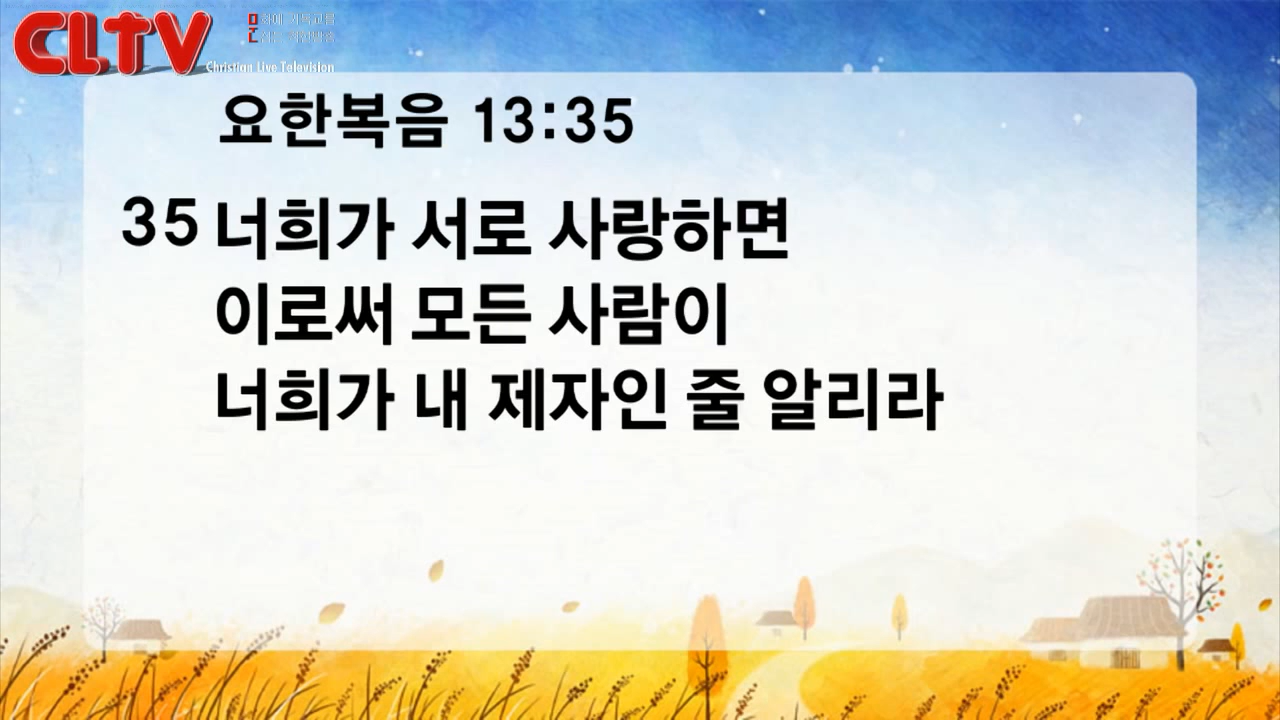 CLTV
Christian Live Television
요한복음 13:35
35 너희가 서로 사랑하면
이로써 모든 사람이
너희가 내 제자인 줄 알리라